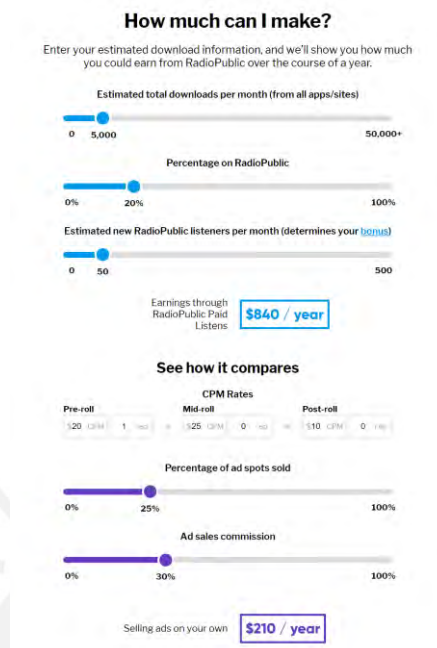 How much can I make?
Enter your estimated download information, and we'll show you how much
you could earn from RadioPublic over the course of a year.
Estimated total downloads per month (from all apps/sites)
0 5,000 50,000+
Percentage on RadioPublic
0% 20% 100%
Estimated new RadioPublic listeners per month (determines your bonus)
0 50 500
Earnings through
RadioPublic Paid
Listens
$840 / year
See how it compares
CPM Rates
Pre-roll Mid-roll Post-roll
$20 CPM 1 $25 CPM 0 $10 CPM 0
Percentage of ad spots sold
0% 25% 100%
Ad sales commission
0% 30% 100%
Selling ads on your own $210 / year